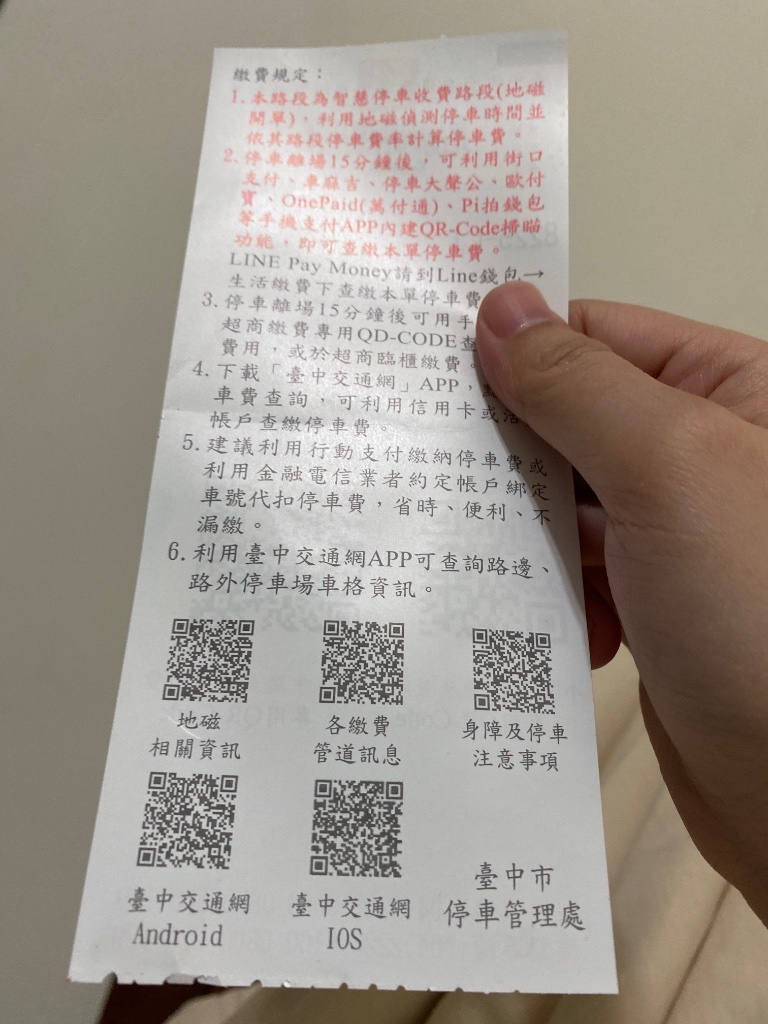 繳費規定：
1.本路段為智慧停車收費路段(地磁
開單)，利用地磁偵測停車時間並
依其路段停車費率計算停車費。
2.停車離場15分鐘後，可利用街口
支付、車麻吉、停車大聲公、歐付
寶、OnePaid(萬付通)、Pi拍錢包
等手機支付APP內建QR-Code掃瞄
功能，即可查繳本單停車費。
LINE Pay Money請到Line錢包→
生活繳費下查繳本單停車費
3.停車離場15分鐘後可用手
超商繳費專用QD-CODE查
費用，或於超商臨櫃繳費。
4.下載「臺中交通網」APP，
車費查詢，可利用信用卡或活
帳戶查繳停車費。
5.建議利用行動支付繳納停車費或
利用金融電信業者約定帳戶綁定
車號代扣停車費，省時、便利、不
漏繳。
6.利用臺中交通網APP可查詢路邊、
路外停車場車格資訊。
地磁
相關資訊
各繳費
管道訊息
身障及停車
注意事項
臺中交通網
Android
臺中交通網
IOS
臺中市
停車管理處